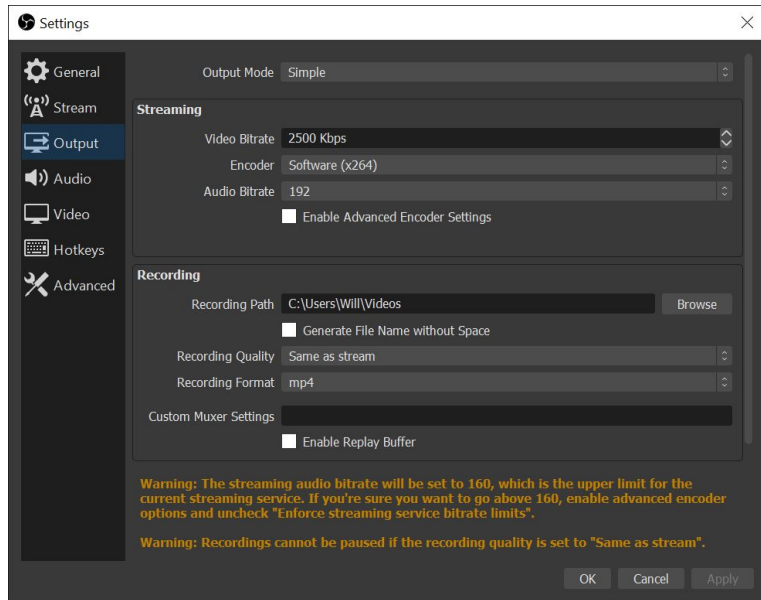 Settings
General
Stream
Output
Audio
Video
Hotkeys
Advanced
Output Mode Simple
Streaming
Video Bitrate 2500 Kbps
Encoder Software (x264)
Audio Bitrate 192
Enable Advanced Encoder Settings
Recording
Recording Path C:\Users\Will\Videos Browse
Generate File Name without Space
Recording Quality Same as stream
Recording Format mp4
Custom Muxer Settings
Enable Replay Buffer
Warning: The streaming audio bitrate will be set to 160, which is the upper limit for the
current streaming service. If you're sure you want to go above 160, enable advanced encoder
options and uncheck "Enforce streaming service bitrate limits".
Warning: Recordings cannot be paused if the recording quality is set to "Same as stream".
OK Cancel Apply